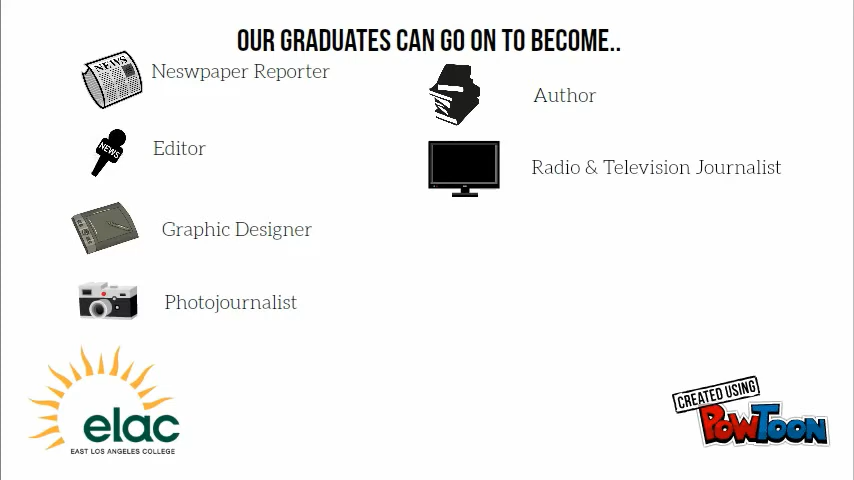 OUR GRADUATES CAN GO ON TO BECOME..
NEWS
Neswpaper Reporter
NEWS
Editor
Graphic Designer
Photojournalist
Author
Radio & Television Journalist
elac
EAST LOS ANGELES COLLEGE
CREATED USING
POWTOON